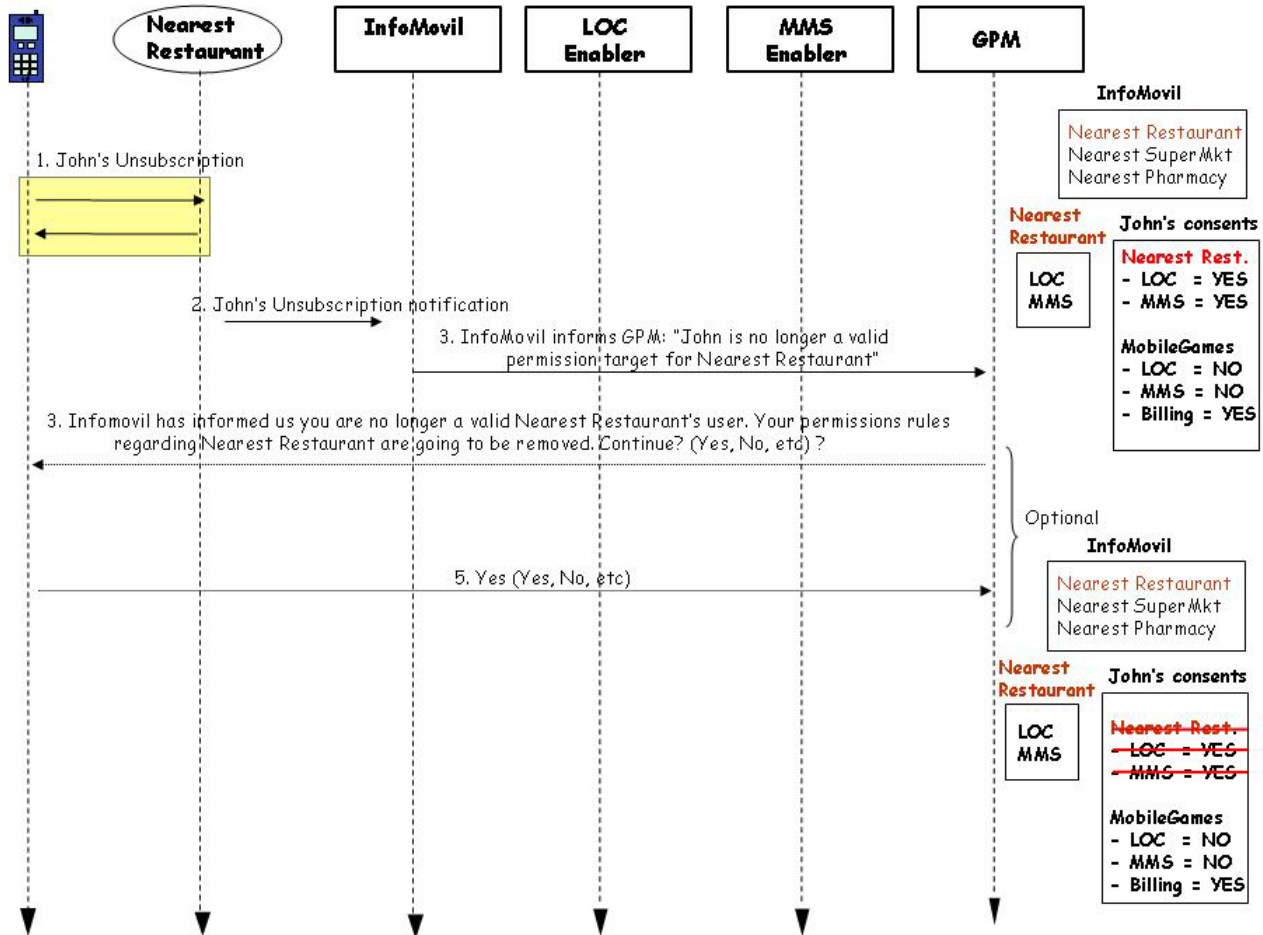 Nearest
Restaurant
InfoMovil
LOC
Enabler
MMS
Enabler
GPM
InfoMovil
Nearest Restaurant
Nearest SuperMkt
Nearest Pharmacy
1. John's Unsubscription
Nearest
Restaurant
LOC
MMS
John's consents
Nearest Rest.
- LOC = YES
- MMS = YES
MobileGames
- LOC = NO
- MMS = NO
- Billing = YES
2. John's Unsubscription notification
3. InfoMovil informs GPM: "John is no longer a valid
permission target for Nearest Restaurant"
3. Infomovil has informed us you are no longer a valid Nearest Restaurant's user. Your permissions rules
regarding Nearest Restaurant are going to be removed. Continue? (Yes, No, etc) ?
Optional
InfoMovil
Nearest Restaurant
Nearest SuperMkt
Nearest Pharmacy
5. Yes (Yes, No, etc)
Nearest
Restaurant
LOC
MMS
John's consents
Nearest Rest.
- LOC = YES
- MMS = YES
MobileGames
- LOC = NO
- MMS = NO
- Billing = YES